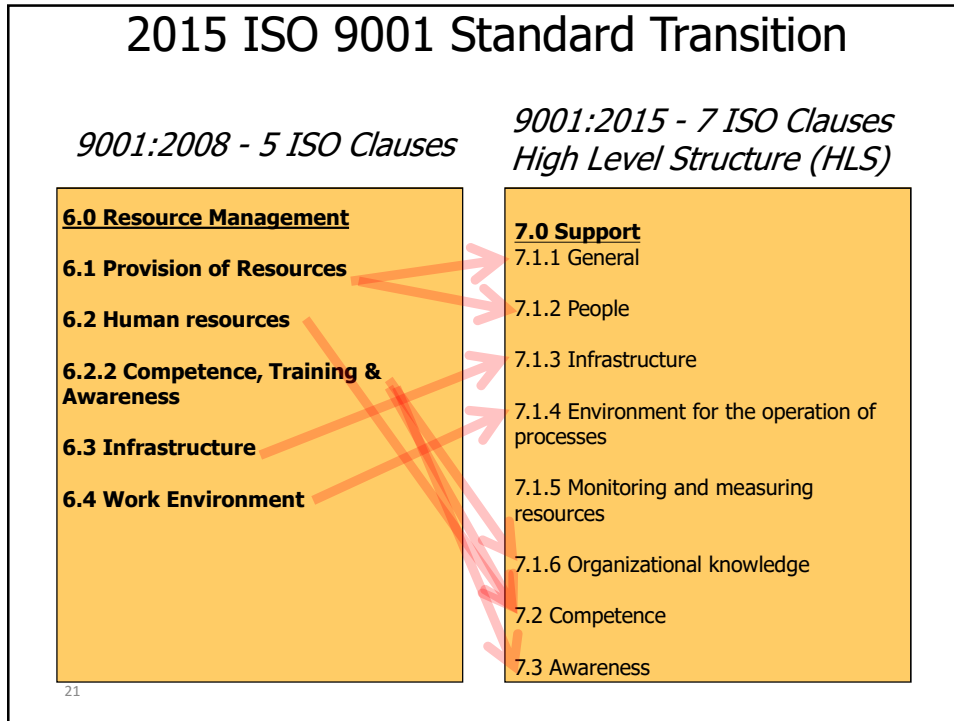 2015 ISO 9001 Standard Transition
9001:2008 - 5 ISO Clauses
6.0 Resource Management
6.1 Provision of Resources
6.2 Human resources
6.2.2 Competence, Training &
Awareness
6.3 Infrastructure
6.4 Work Environment
9001:2015 - 7 ISO Clauses
High Level Structure (HLS)
7.0 Support
7.1.1 General
7.1.2 People
7.1.3 Infrastructure
7.1.4 Environment for the operation of
processes
7.1.5 Monitoring and measuring
resources
7.1.6 Organizational knowledge
7.2 Competence
7.3 Awareness
21